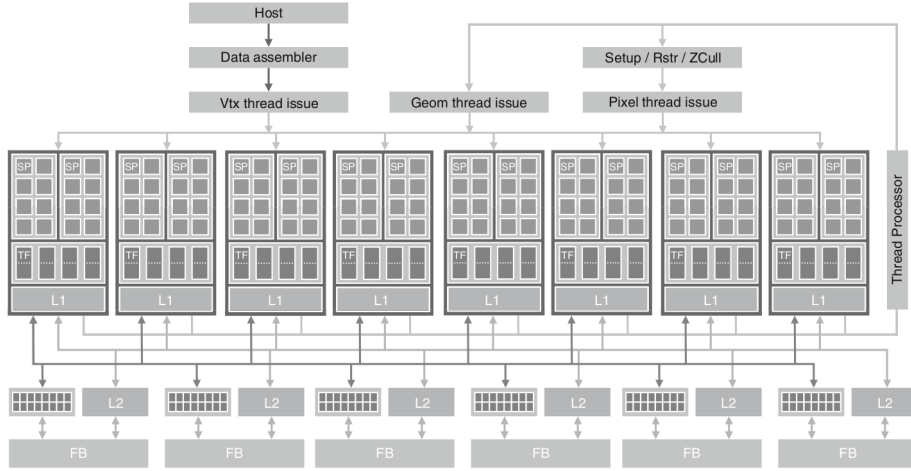 Host
Data assembler
Setup / Rstr / ZCull
Vtx thread issue
Geom thread issue
Pixel thread issue
SP SP SP SP SP SP SP SP SP SP SP SP SP SP SP SP
Thread Processor
TF TF TF TF TF TF TF TF
L1 L1 L1 L1 L1 L1 L1 L1
L2 L2 L2 L2 L2 L2
FB FB FB FB FB FB